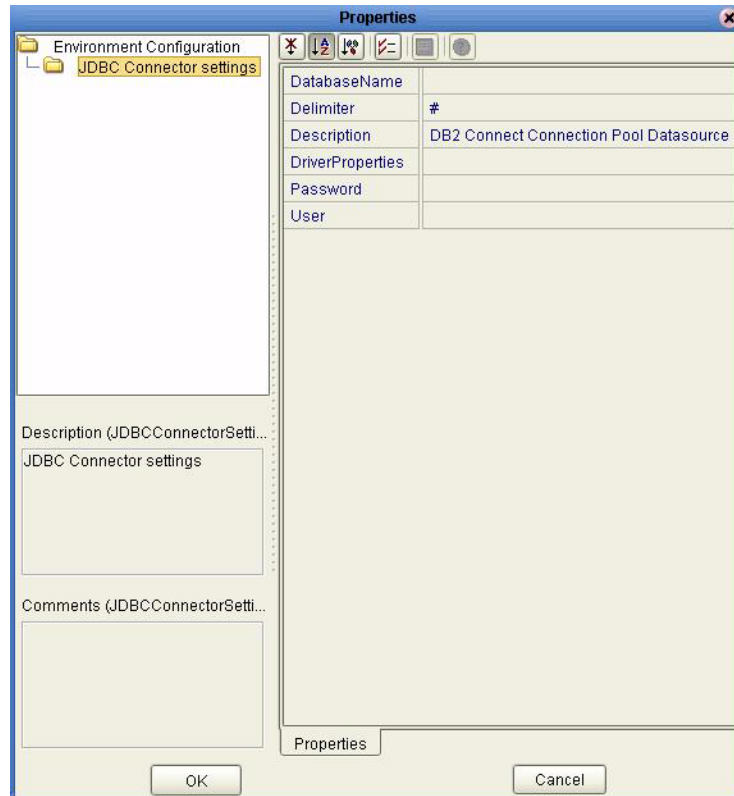 Properties
Environment Configuration
JDBC Connector settings
DatabaseName
Delimiter #
Description DB2 Connect Connection Pool Datasource
DriverProperties
Password
User
Description (JDBCConnectorSetti...
JDBC Connector settings
Comments (JDBCConnectorSetti...
Properties
OK
Cancel